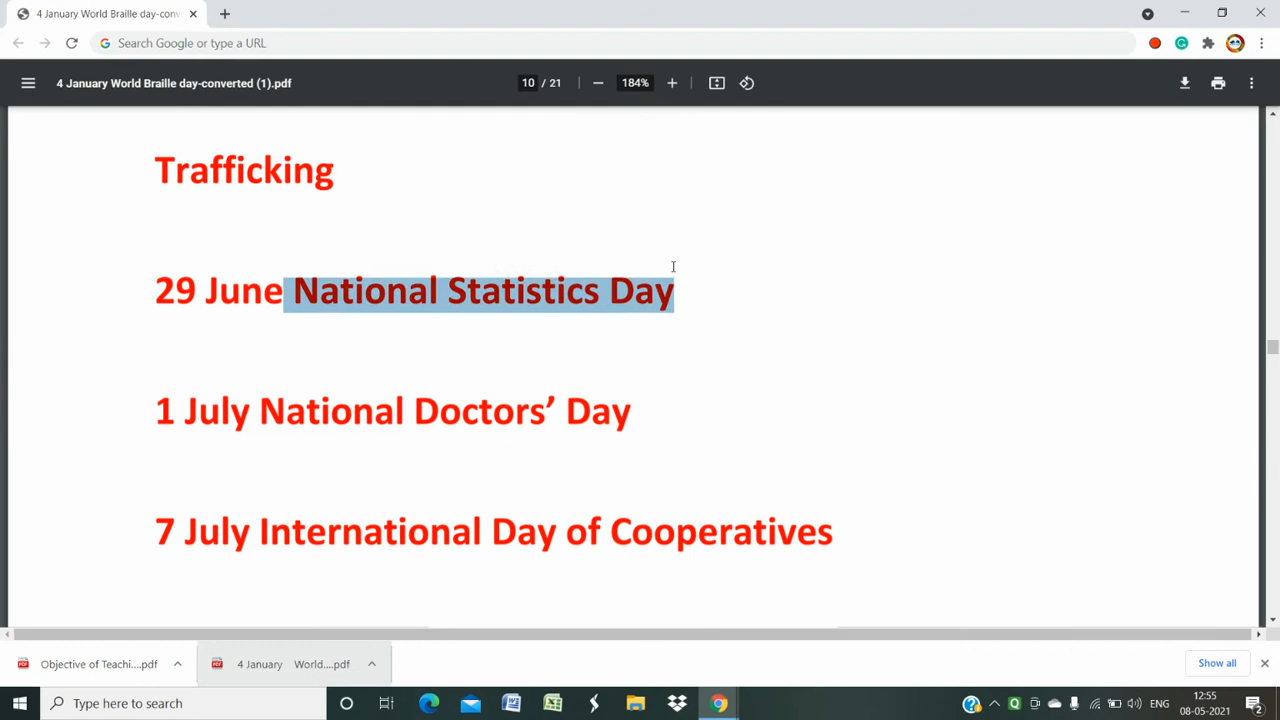 4 January World Braille day-conv
Search Google or type a URL
4 January World Braille day-converted (1).pdf
10 / 21
184%
Trafficking
29 June National Statistics Day
1 July National Doctors’ Day
7 July International Day of Cooperatives
Objective of Teachi....pdf
4 January World....pdf
Show all
Type here to search
ENG
12:55
08-05-2021
2